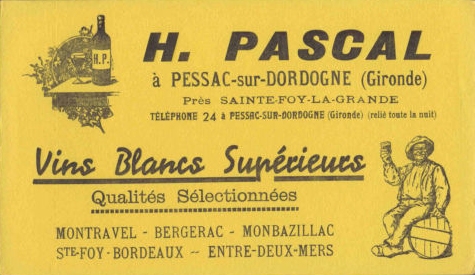 H.P.
H. PASCAL
à PESSAC-sur-DORDOGNE (Gironde)
Près SAINTE-FOY-LA-GRANDE
TÉLÉPHONE 24 à PESSAC-SUR-DORDOGNE (Gironde) (relié toute la nuit)
Vins Blancs Supérieurs
Qualités Sélectionnées
MONTRAVEL - BERGERAC - MONBAZILLAC
STE-FOY-BORDEAUX - ENTRE-DEUX-MERS